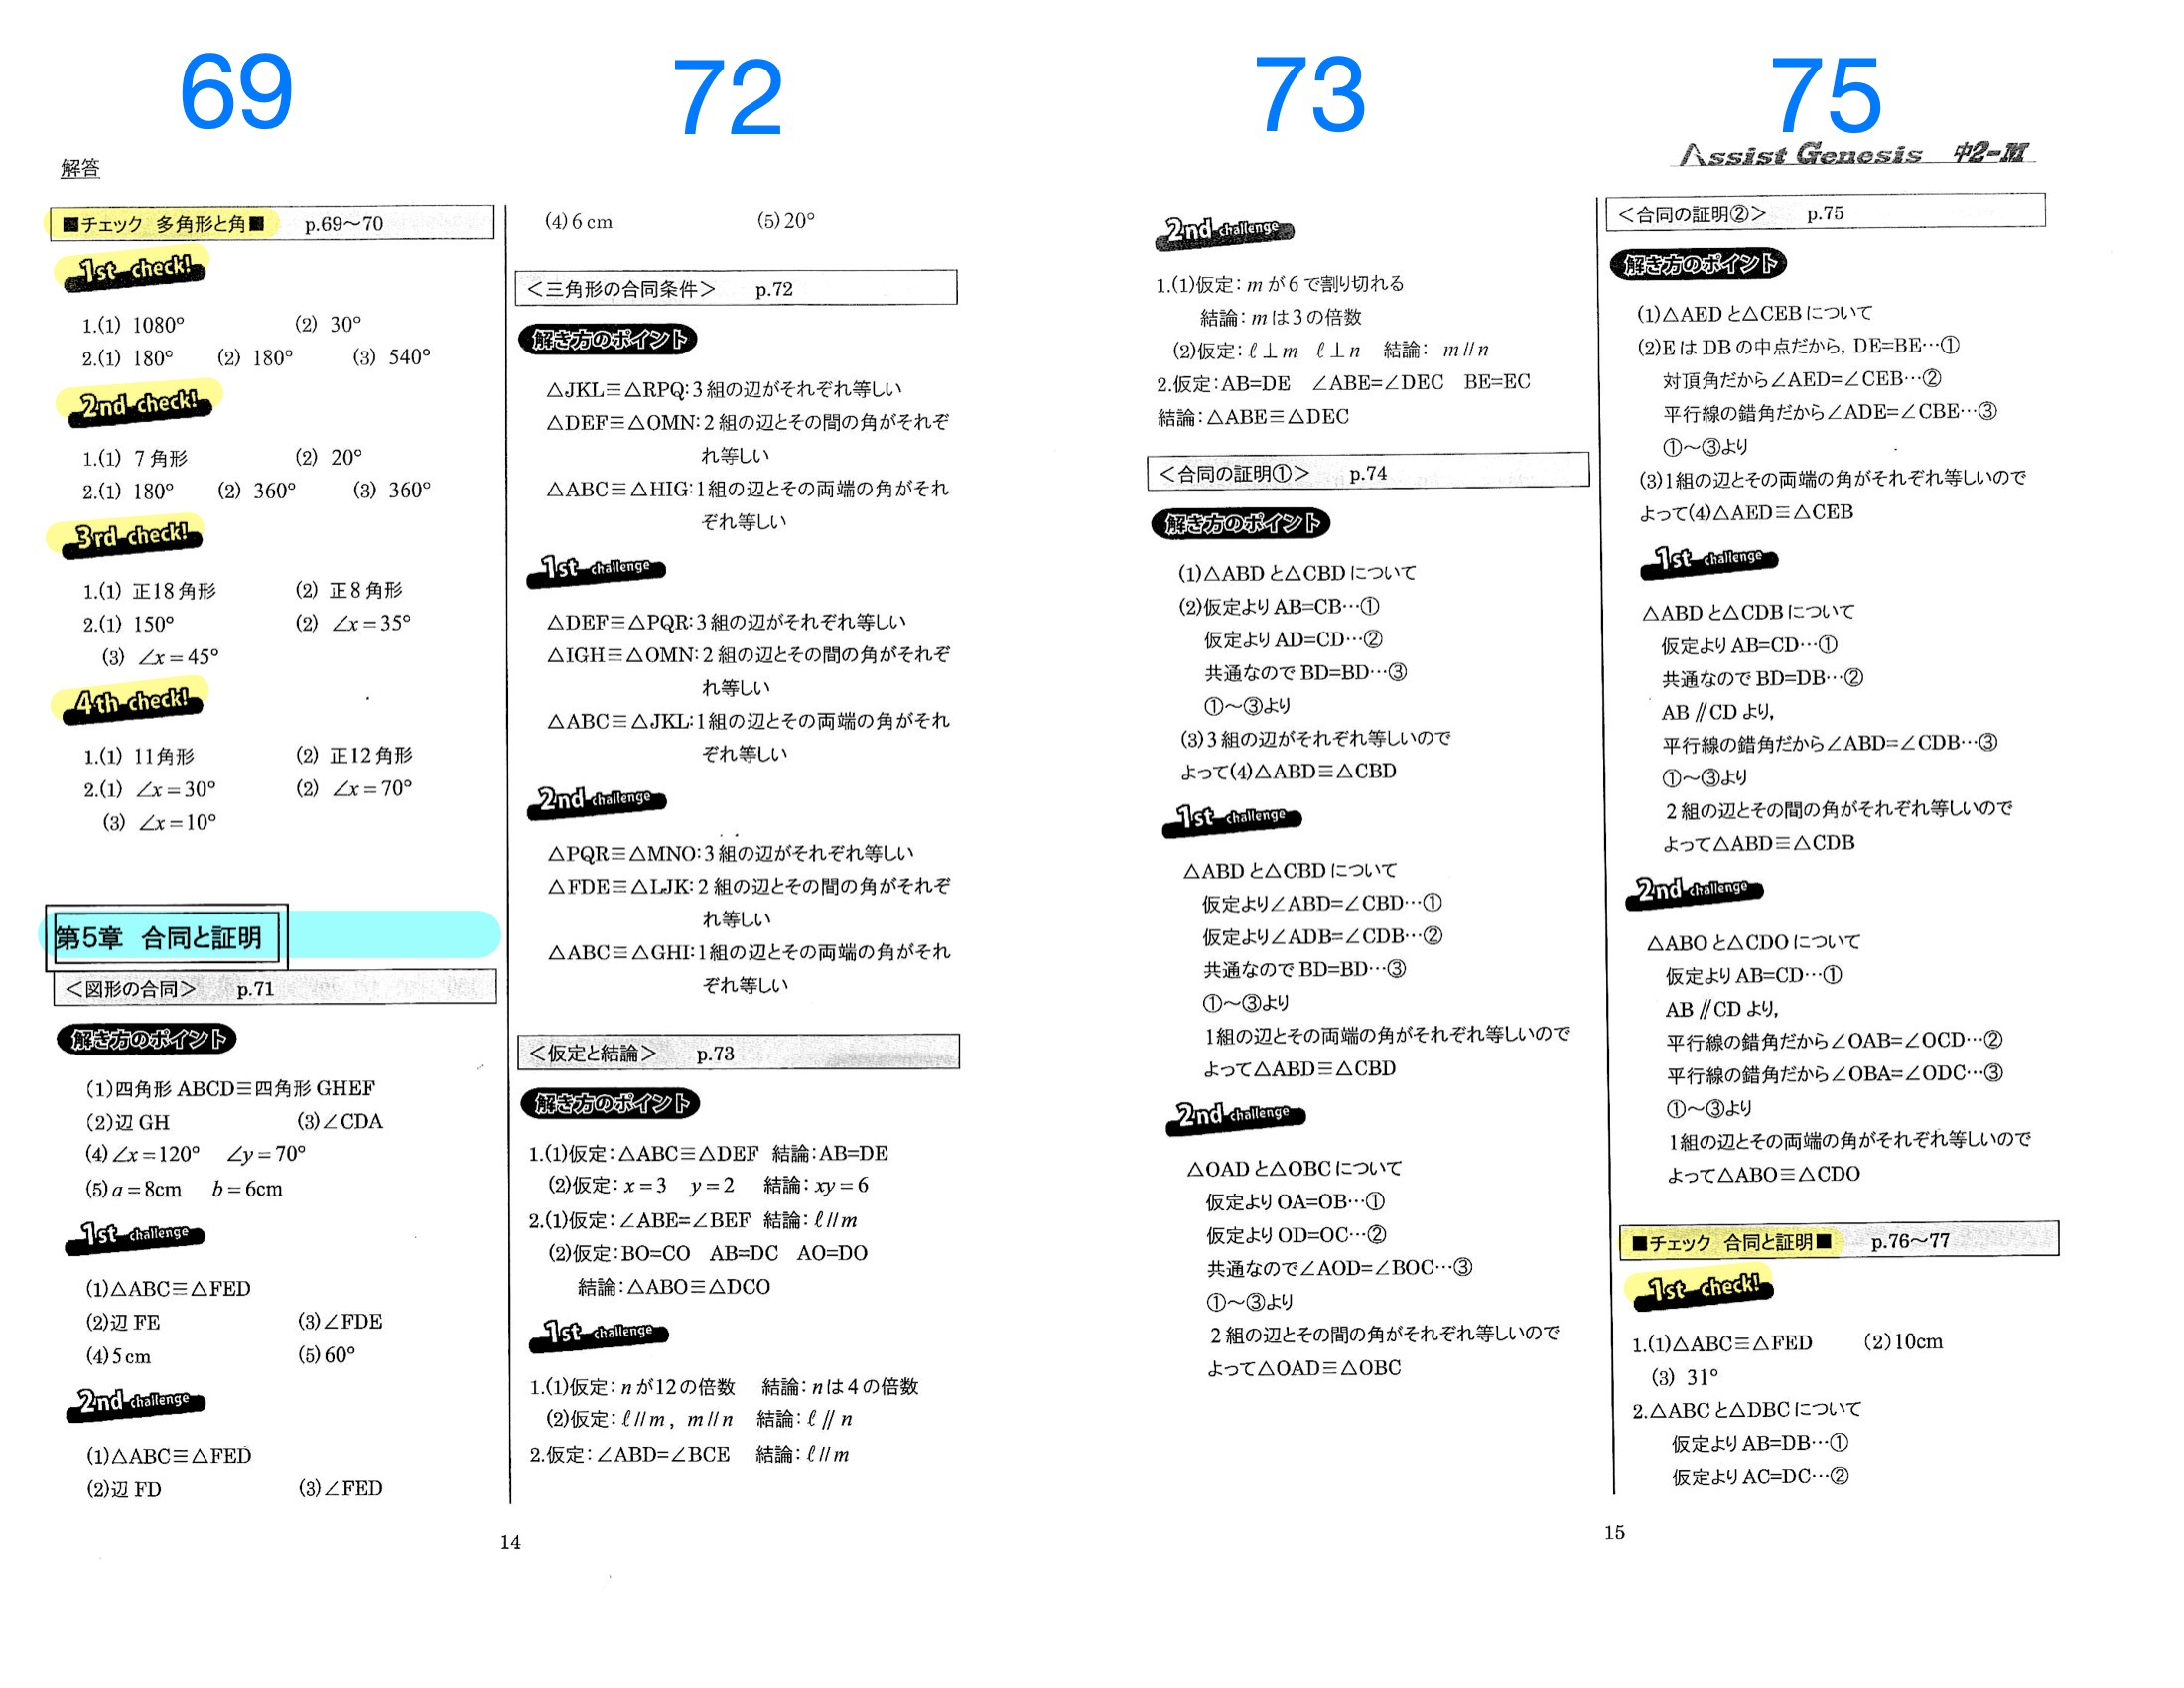 69
72
73
75
解答
Assist Genesis 中2-M
■チェック 多角形と角■ p.69～70
1st check!
1.(1) 1080° (2) 30°
2.(1) 180° (2) 180° (3) 540°
2nd check!
1.(1) 7角形 (2) 20°
2.(1) 180° (2) 360° (3) 360°
3rd check!
1.(1) 正18角形 (2) 正8角形
2.(1) 150° (2) ∠x=35°
(3) ∠x=45°
4th check!
1.(1) 11角形 (2) 正12角形
2.(1) ∠x=30° (2) ∠x=70°
(3) ∠x=10°
第5章 合同と証明
＜図形の合同＞ p.71
解き方のポイント
(1)四角形 ABCD≡四角形 GHEF
(2)辺 GH (3)∠CDA
(4)∠x=120° ∠y=70°
(5)a=8cm b=6cm
1st challenge
(1)△ABC≡△FED
(2)辺 FE (3)∠FDE
(4)5cm (5)60°
2nd challenge
(1)△ABC≡△FED
(2)辺 FD (3)∠FED
(4)6cm (5)20°
＜三角形の合同条件＞ p.72
解き方のポイント
△JKL≡△RPQ:3組の辺がそれぞれ等しい
△DEF≡△OMN:2組の辺とその間の角がそれぞ
れ等しい
△ABC≡△HIG:1組の辺とその両端の角がそれ
ぞれ等しい
1st challenge
△DEF≡△PQR:3組の辺がそれぞれ等しい
△IGH≡△OMN:2組の辺とその間の角がそれぞ
れ等しい
△ABC≡△JKL:1組の辺とその両端の角がそれ
ぞれ等しい
2nd challenge
△PQR≡△MNO:3組の辺がそれぞれ等しい
△FDE≡△LJK:2組の辺とその間の角がそれぞ
れ等しい
△ABC≡△GHI:1組の辺とその両端の角がそれ
ぞれ等しい
＜仮定と結論＞ p.73
解き方のポイント
1.(1)仮定:△ABC≡△DEF 結論:AB=DE
(2)仮定:x=3 y=2 結論:xy=6
2.(1)仮定:∠ABE=∠BEF 結論:ℓ//m
(2)仮定:BO=CO AB=DC AO=DO
結論:△ABO≡△DCO
1st challenge
1.(1)仮定:nが12の倍数 結論:nは4の倍数
(2)仮定:ℓ//m, m//n 結論:ℓ//n
2.仮定:∠ABD=∠BCE 結論:ℓ//m
14
2nd challenge
1.(1)仮定:mが6で割り切れる
結論:mは3の倍数
(2)仮定:ℓ⊥m ℓ⊥n 結論: m//n
2.仮定:AB=DE ∠ABE=∠DEC BE=EC
結論:△ABE≡△DEC
＜合同の証明①＞ p.74
解き方のポイント
(1)△ABDと△CBDについて
(2)仮定より AB=CB…①
仮定より AD=CD…②
共通なので BD=BD…③
①～③より
(3)3組の辺がそれぞれ等しいので
よって(4)△ABD≡△CBD
1st challenge
△ABDと△CBDについて
仮定より∠ABD=∠CBD…①
仮定より∠ADB=∠CDB…②
共通なので BD=BD…③
①～③より
1組の辺とその両端の角がそれぞれ等しいので
よって△ABD≡△CBD
2nd challenge
△OADと△OBCについて
仮定より OA=OB…①
仮定より OD=OC…②
共通なので∠AOD=∠BOC…③
①～③より
2組の辺とその間の角がそれぞれ等しいので
よって△OAD≡△OBC
＜合同の証明②＞ p.75
解き方のポイント
(1)△AEDと△CEBについて
(2)Eは DBの中点だから, DE=BE…①
対頂角だから∠AED=∠CEB…②
平行線の錯角だから∠ADE=∠CBE…③
①～③より
(3)1組の辺とその両端の角がそれぞれ等しいので
よって(4)△AED≡△CEB
1st challenge
△ABDと△CDBについて
仮定より AB=CD…①
共通なので BD=DB…②
AB//CDより,
平行線の錯角だから∠ABD=∠CDB…③
①～③より
2組の辺とその間の角がそれぞれ等しいので
よって△ABD≡△CDB
2nd challenge
△ABOと△CDOについて
仮定より AB=CD…①
AB//CDより,
平行線の錯角だから∠OAB=∠OCD…②
平行線の錯角だから∠OBA=∠ODC…③
①～③より
1組の辺とその両端の角がそれぞれ等しいので
よって△ABO≡△CDO
■チェック 合同と証明■ p.76～77
1st check!
1.(1)△ABC≡△FED (2)10cm
(3) 31°
2.△ABCと△DBCについて
仮定より AB=DB…①
仮定より AC=DC…②
15